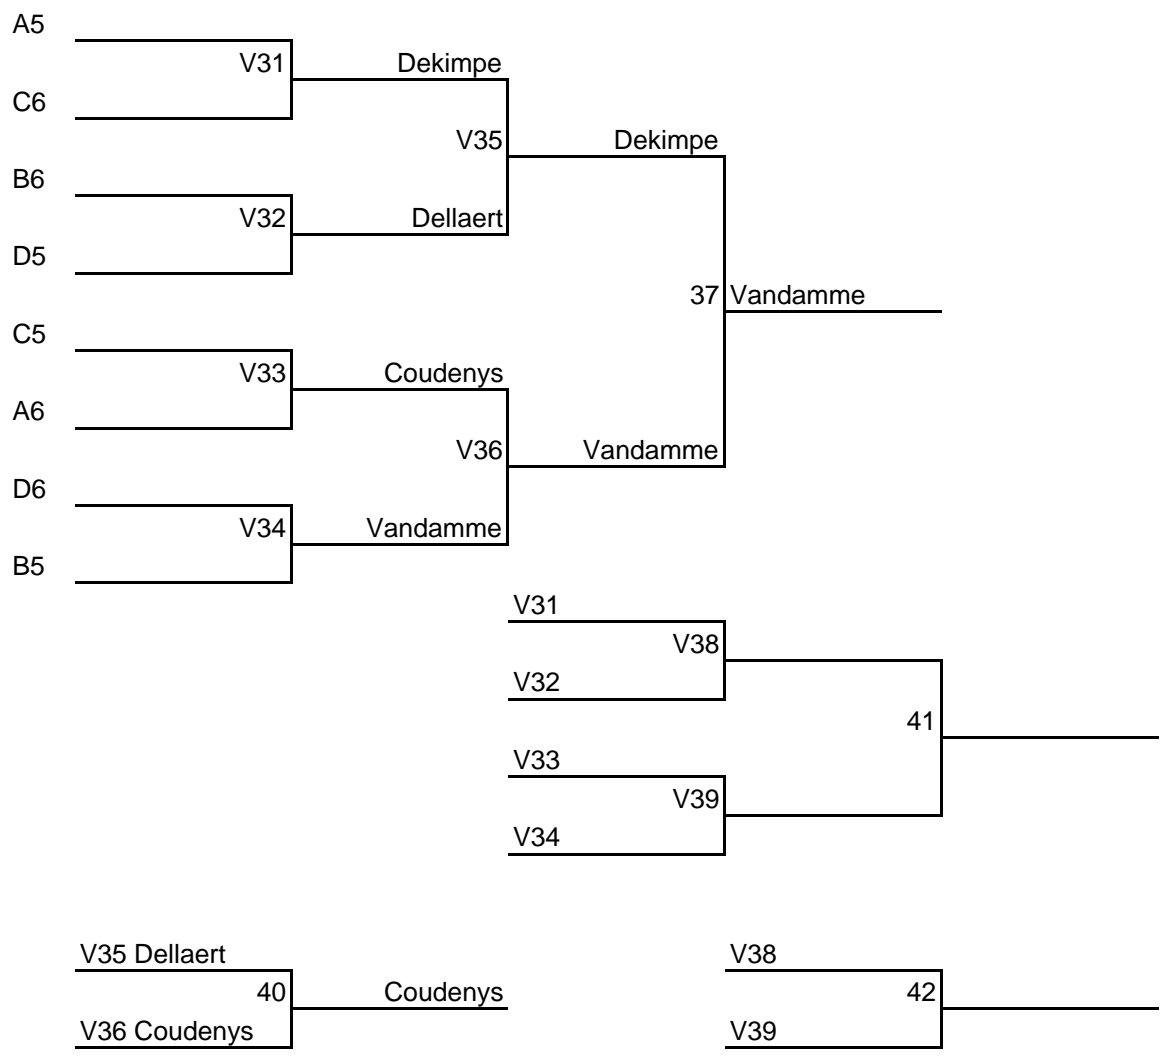 A5
V31 Dekimpe
C6
V35 Dekimpe
B6
V32 Dellaert
D5
37 Vandamme
C5
V33 Coudenys
A6
V36 Vandamme
D6
V34 Vandamme
B5
V31
V38
V32
41
V33
V39
V34
V35 Dellaert V38
40 Coudenys 42
V36 Coudenys V39